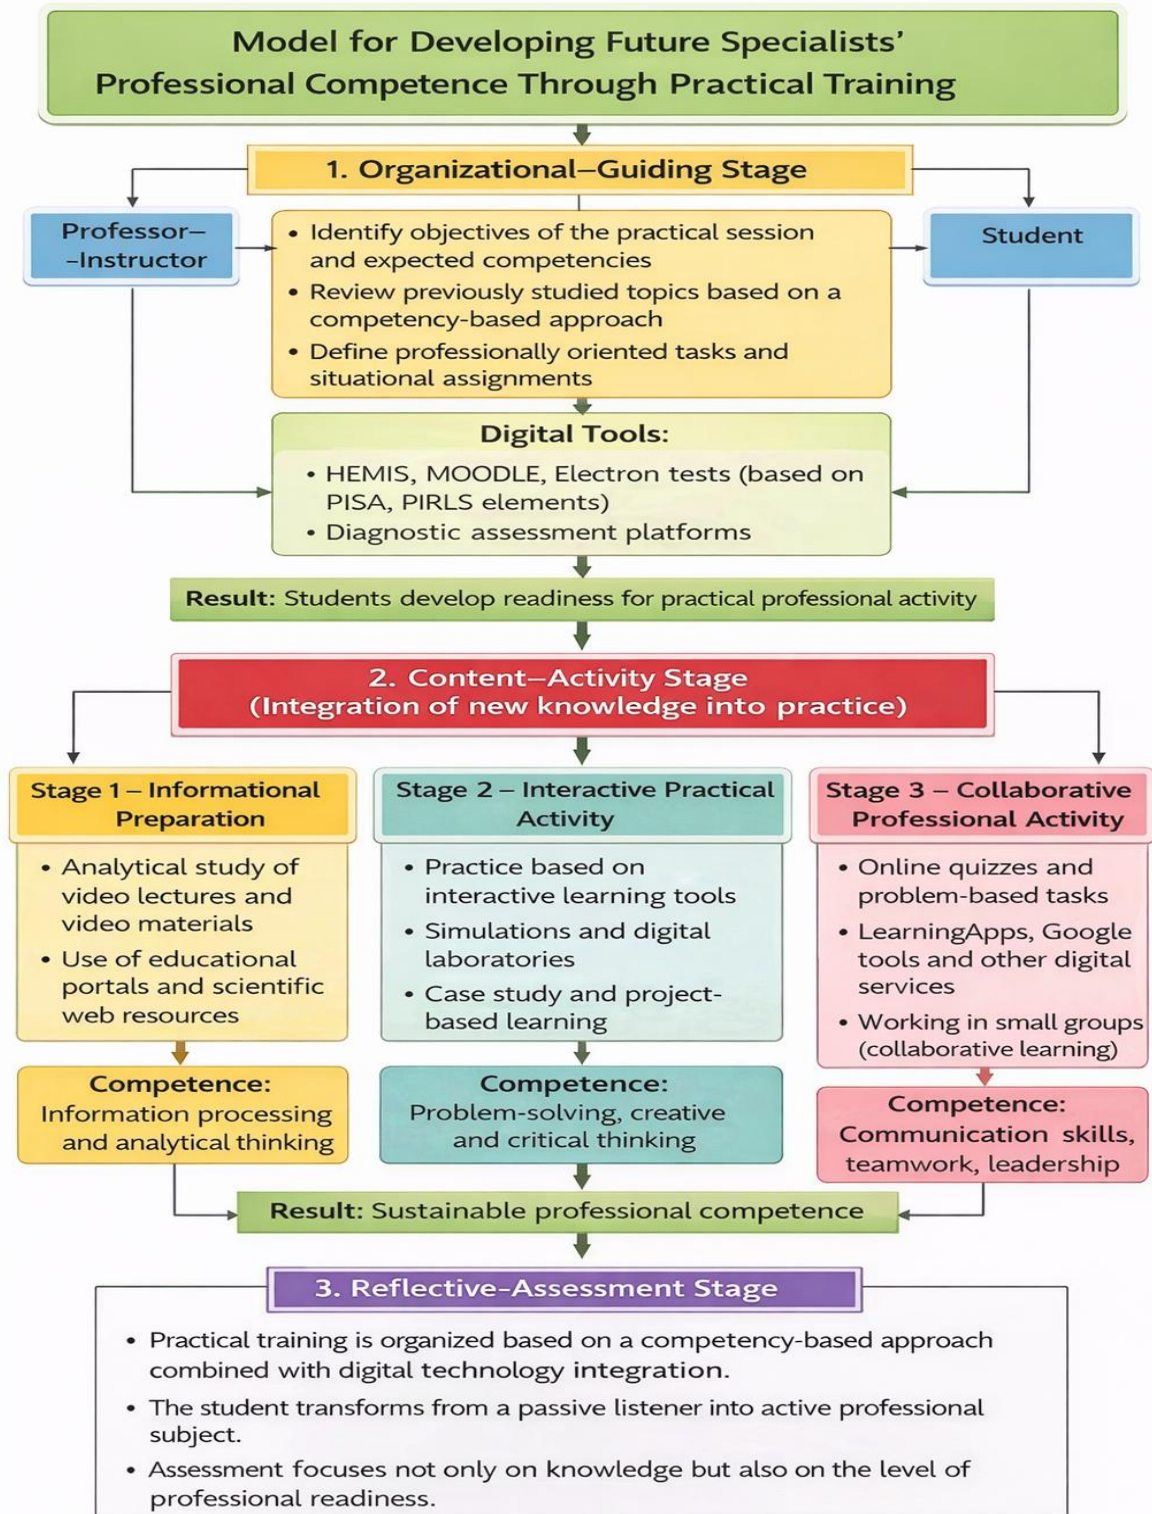 Model for Developing Future Specialists’
Professional Competence Through Practical Training
1. Organizational–Guiding Stage
Professor–
–Instructor
• Identify objectives of the practical session
and expected competencies
• Review previously studied topics based on a
competency-based approach
• Define professionally oriented tasks and
situational assignments
Student
Digital Tools:
• HEMIS, MOODLE, Electron tests (based on
PISA, PIRLS elements)
• Diagnostic assessment platforms
Result: Students develop readiness for practical professional activity
2. Content–Activity Stage
(Integration of new knowledge into practice)
Stage 1 – Informational
Preparation
• Analytical study of
video lectures and
video materials
• Use of educational
portals and scientific
web resources
Competence:
Information processing
and analytical thinking
Stage 2 – Interactive Practical
Activity
• Practice based on
interactive learning tools
• Simulations and digital
laboratories
• Case study and project-
based learning
Competence:
Problem-solving, creative
and critical thinking
Stage 3 – Collaborative
Professional Activity
• Online quizzes and
problem-based tasks
• LearningApps, Google
tools and other digital
services
• Working in small groups
(collaborative learning)
Competence:
Communication skills,
teamwork, leadership
Result: Sustainable professional competence
3. Reflective–Assessment Stage
• Practical training is organized based on a competency-based approach
combined with digital technology integration.
• The student transforms from a passive listener into active professional
subject.
• Assessment focuses not only on knowledge but also on the level of
professional readiness.